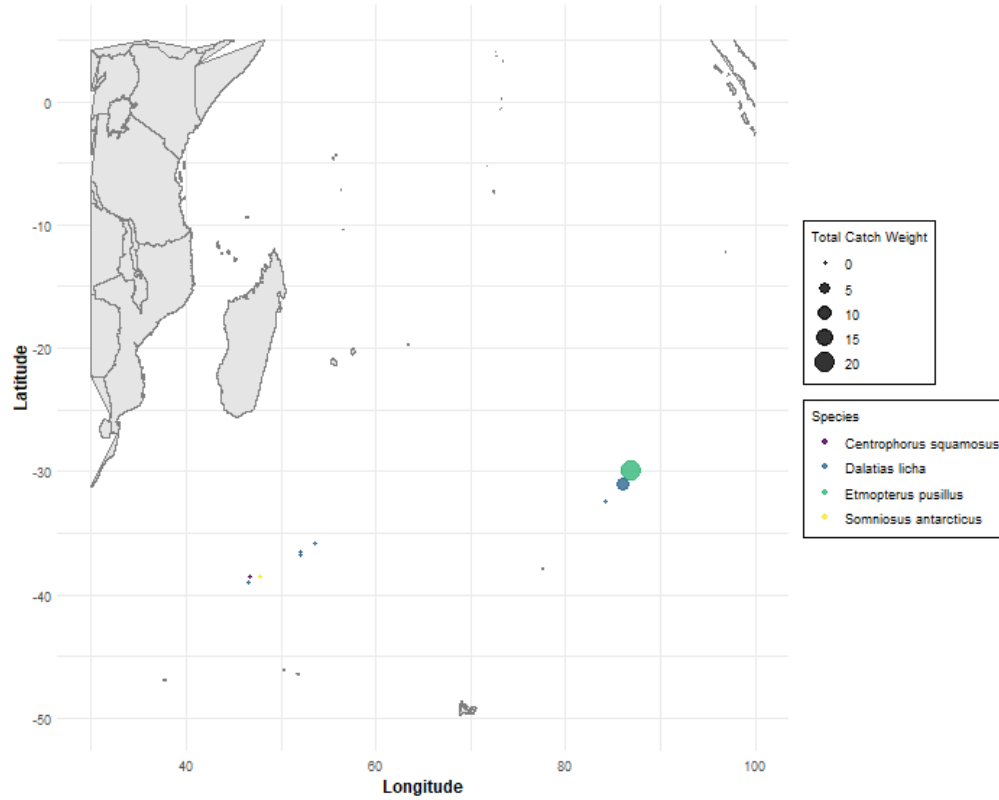 0
-10
-20
-30
-40
-50
Latitude
40
60
80
100
Longitude
Total Catch Weight
0
5
10
15
20
Species
Centrophorus squamosus
Dalatias licha
Etmopterus pusillus
Somniosus antarcticus